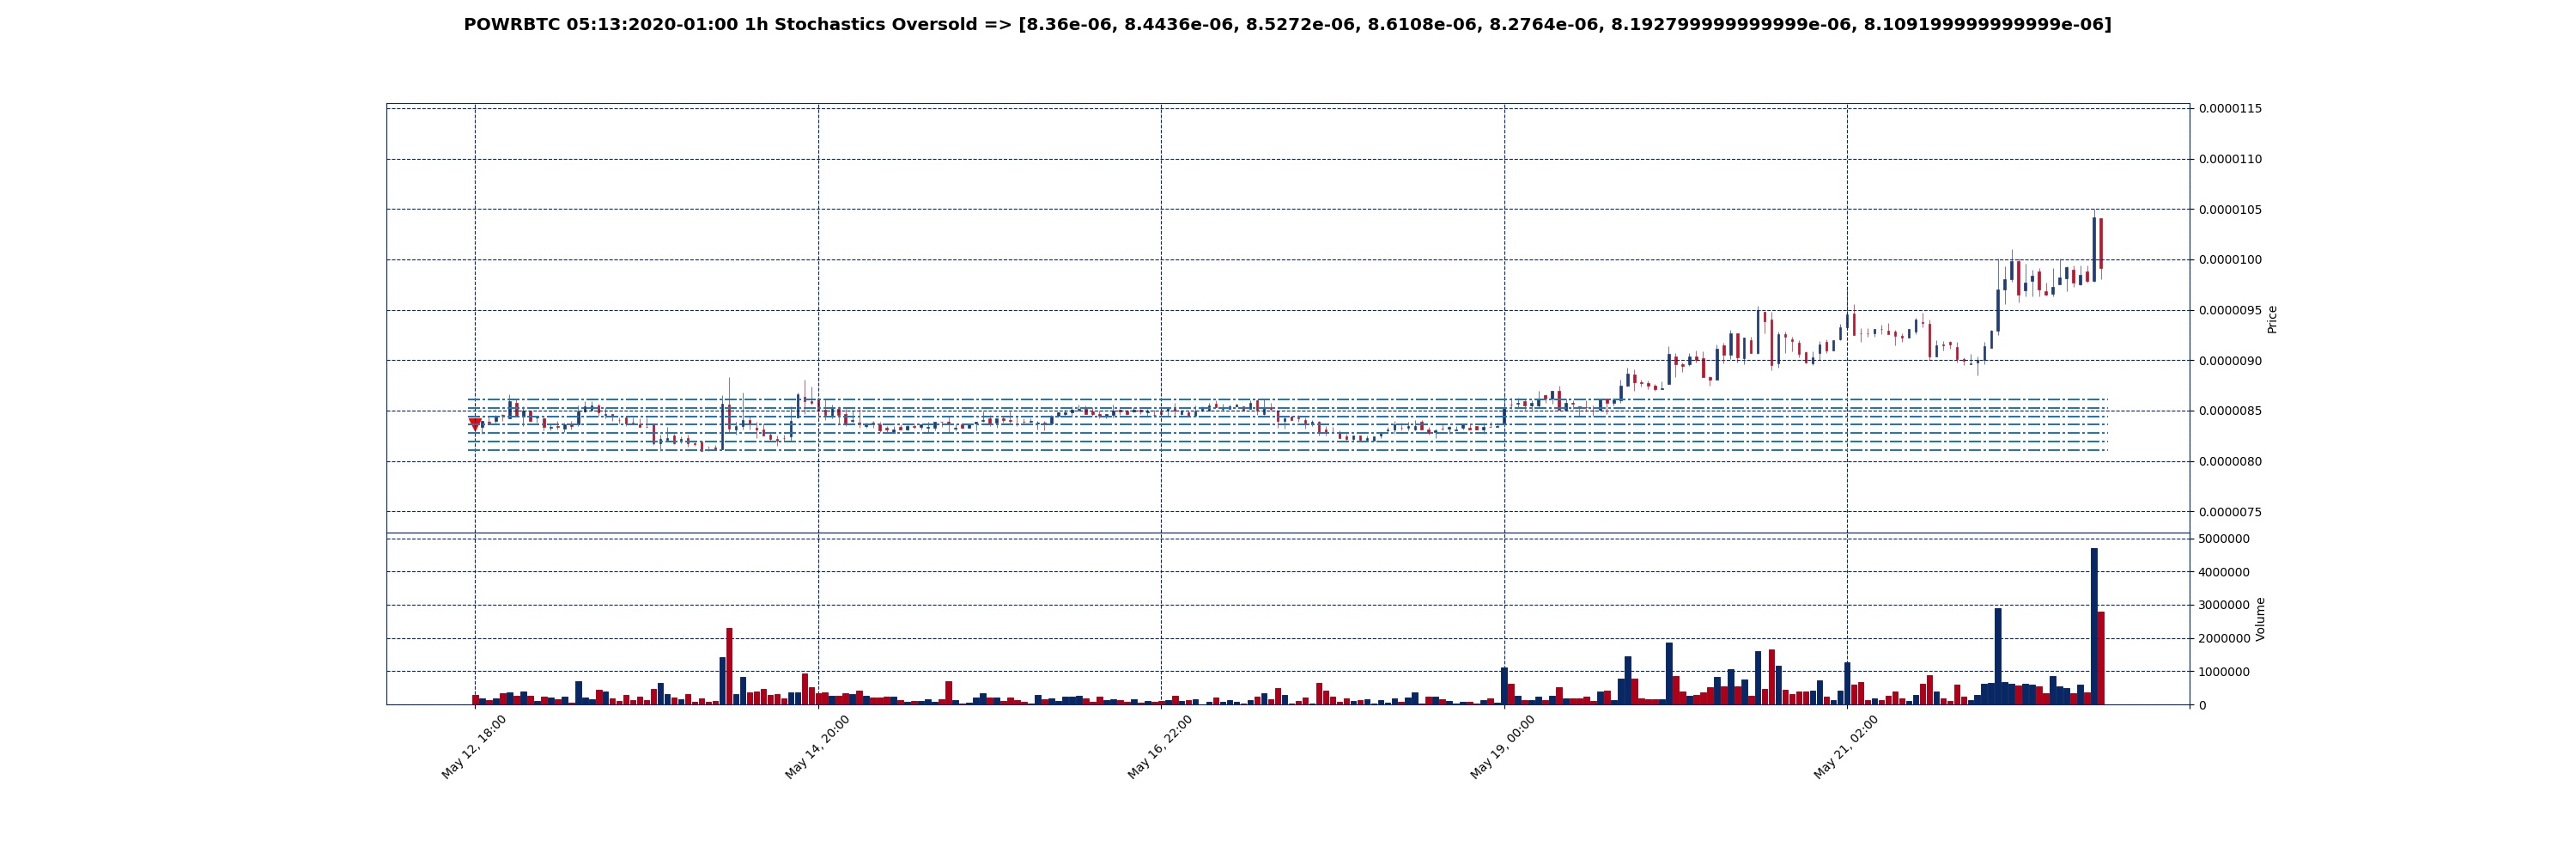 POWRBTC 05:13:2020-01:00 1h Stochastics Oversold => [8.36e-06, 8.4436e-06, 8.5272e-06, 8.6108e-06, 8.2764e-06, 8.192799999999999e-06, 8.109199999999999e-06]
0.0000115
0.0000110
0.0000105
0.0000100
0.0000095
0.0000090
0.0000085
0.0000080
0.0000075
Price
5000000
4000000
3000000
2000000
1000000
0
Volume
May 12, 18:00
May 14, 20:00
May 16, 22:00
May 19, 00:00
May 21, 02:00